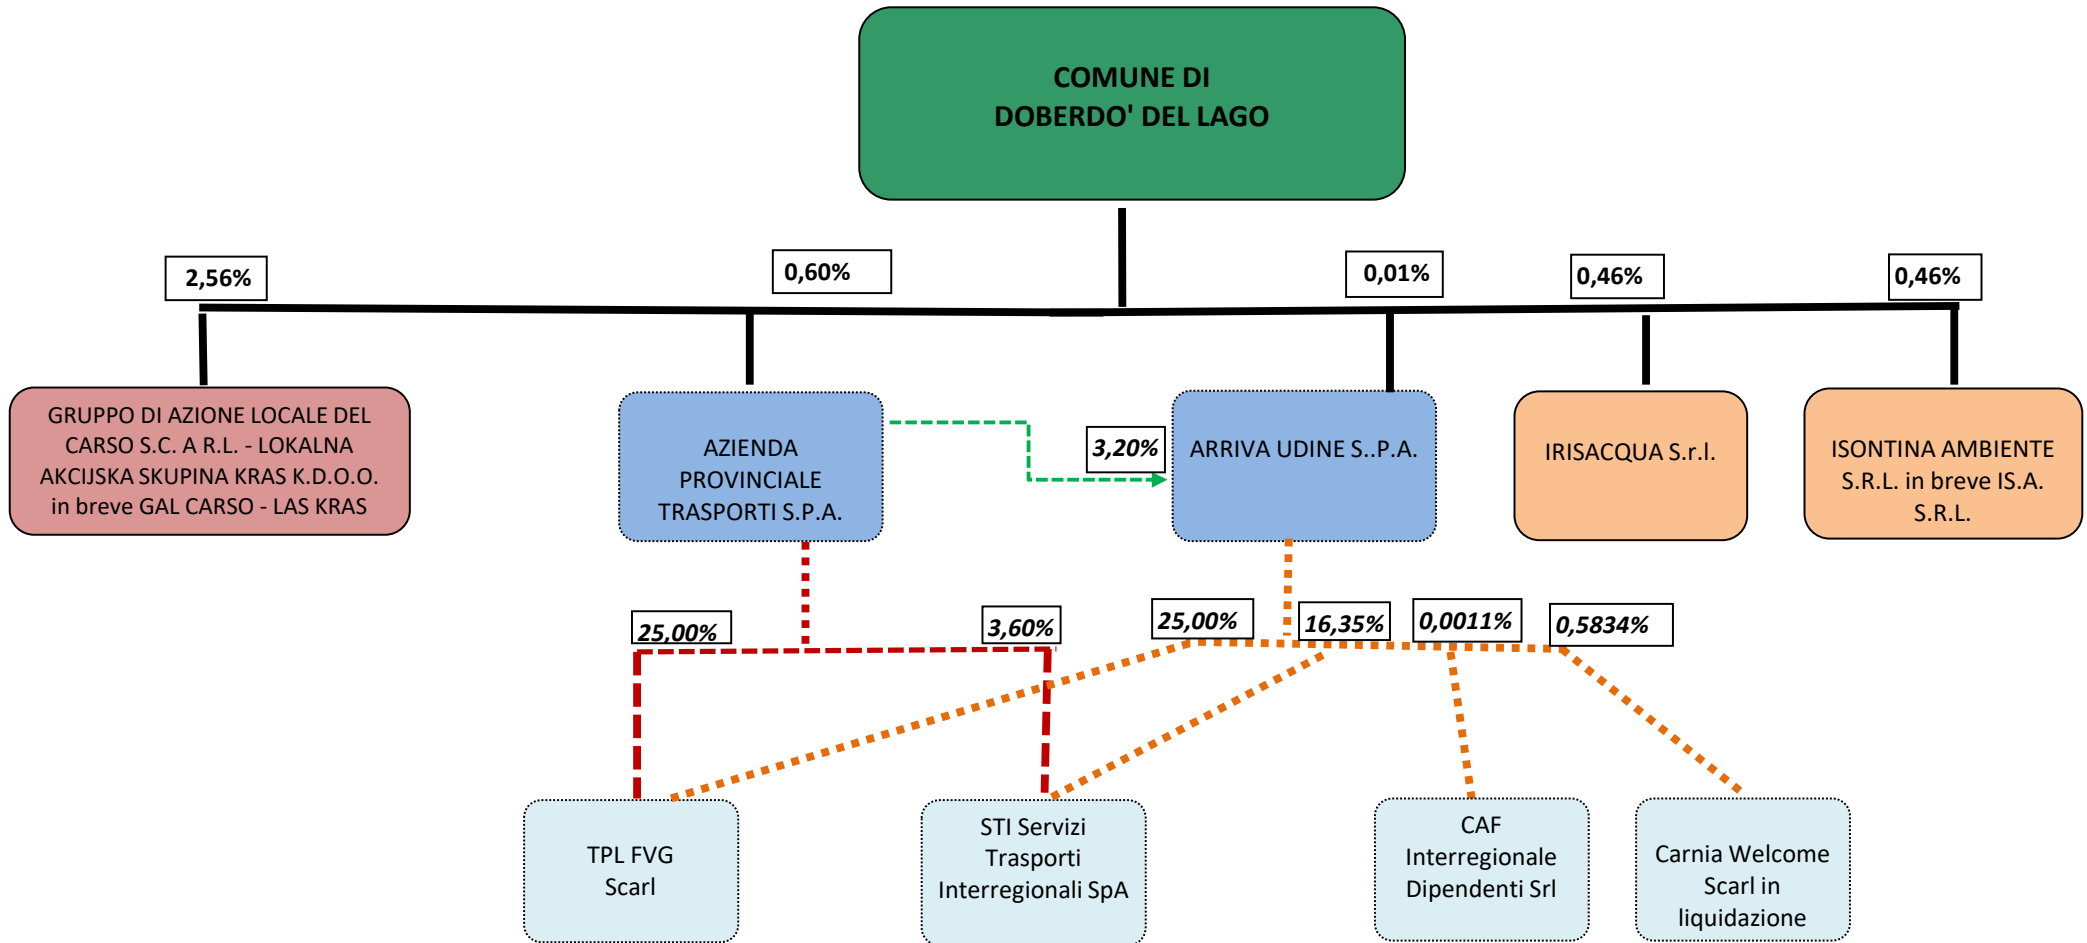 COMUNE DI
DOBERDO' DEL LAGO
2,56%
0,60%
0,01%
0,46%
0,46%
GRUPPO DI AZIONE LOCALE DEL
CARSO S.C. A R.L. - LOKALNA
AKCIJSKA SKUPINA KRAS K.D.O.O.
in breve GAL CARSO - LAS KRAS
AZIENDA
PROVINCIALE
TRASPORTI S.P.A.
3,20%
ARRIVA UDINE S..P.A.
IRISACQUA S.r.l.
ISONTINA AMBIENTE
S.R.L. in breve IS.A.
S.R.L.
25,00%
3,60%
25,00%
16,35%
0,0011%
0,5834%
TPL FVG
Scarl
STI Servizi
Trasporti
Interregionali SpA
CAF
Interregionale
Dipendenti Srl
Carnia Welcome
Scarl in
liquidazione